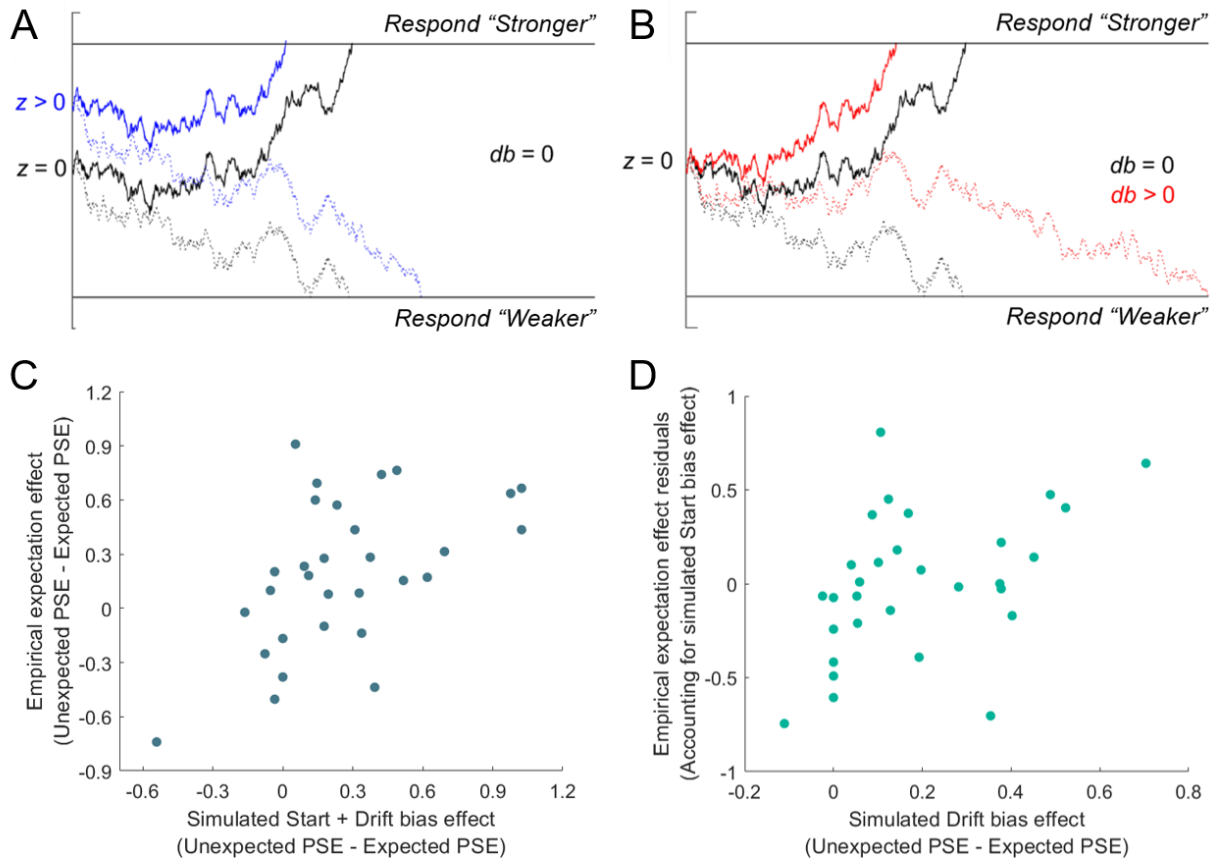 A
Respond “Stronger”
z > 0
z = 0
db = 0
Respond “Weaker”
B
Respond “Stronger”
z = 0
db = 0
db > 0
Respond “Weaker”
C
Empirical expectation effect
(Unexpected PSE - Expected PSE)
1.2
0.9
0.6
0.3
0
-0.3
-0.6
-0.9
-0.6
-0.3
0
0.3
0.6
0.9
1.2
Simulated Start + Drift bias effect
(Unexpected PSE - Expected PSE)
D
Empirical expectation effect residuals
(Accounting for simulated Start bias effect)
1
0.5
0
-0.5
-1
-0.2
0
0.2
0.4
0.6
0.8
Simulated Drift bias effect
(Unexpected PSE - Expected PSE)